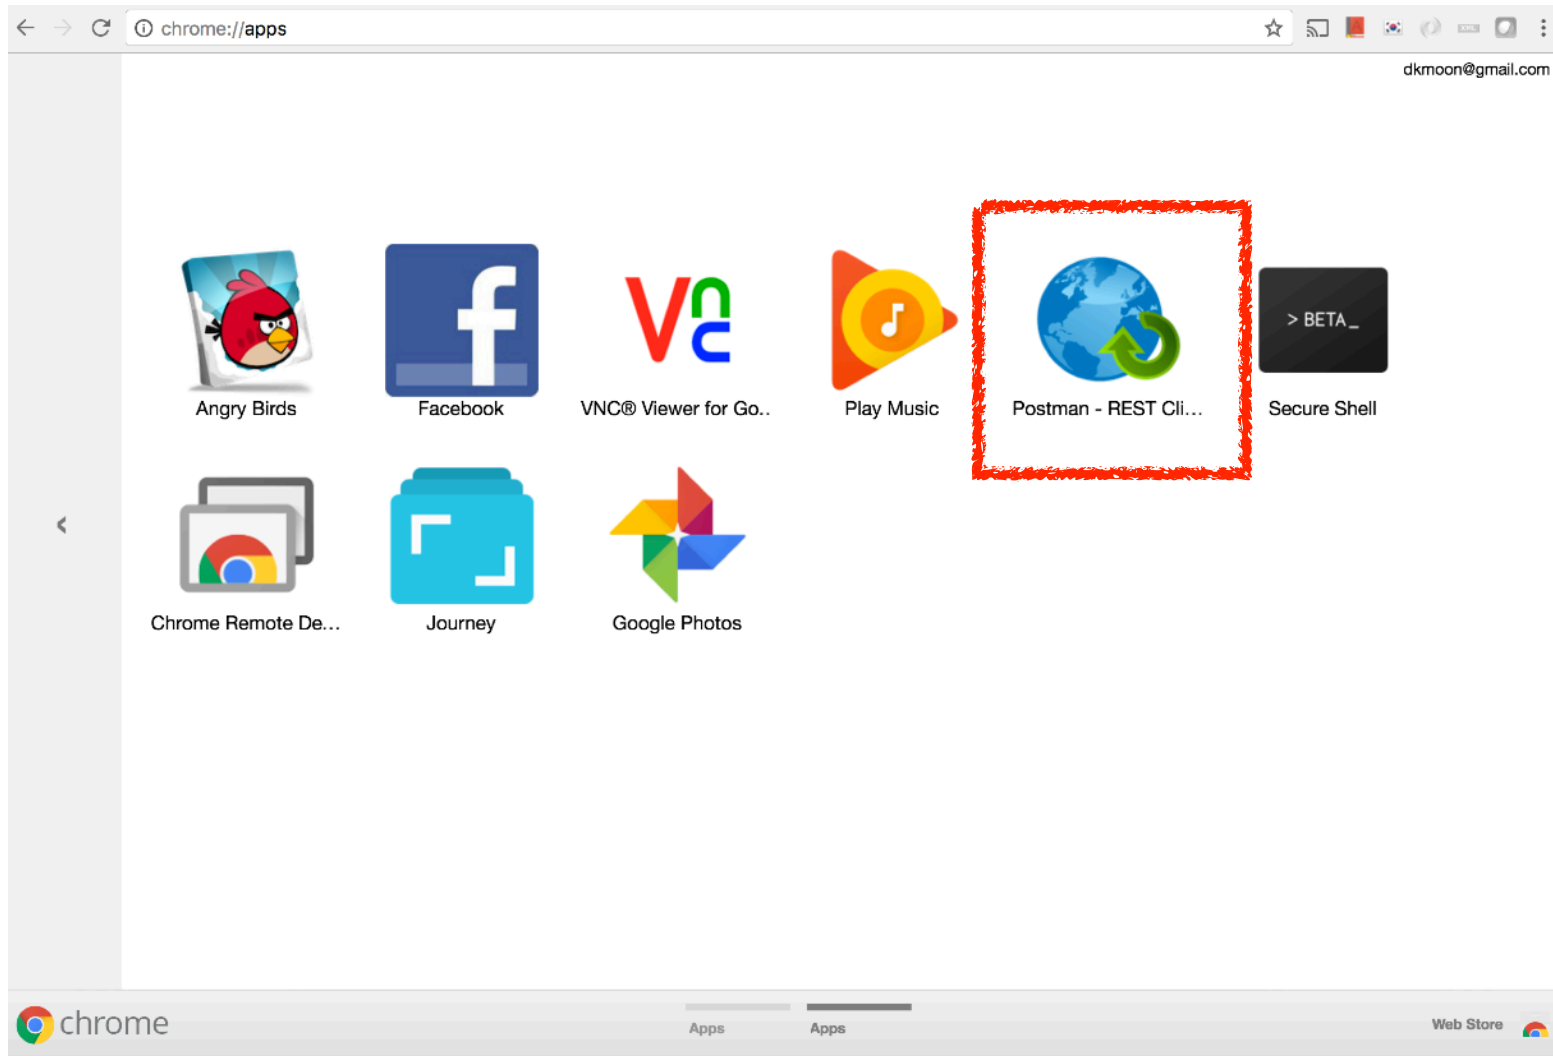 chrome://apps
dkmoon@gmail.com
> BETA_
Angry Birds
Facebook
VNC® Viewer for Go..
Play Music
Postman - REST Cli...
Secure Shell
Chrome Remote De...
Journey
Google Photos
chrome
Apps
Apps
Web Store